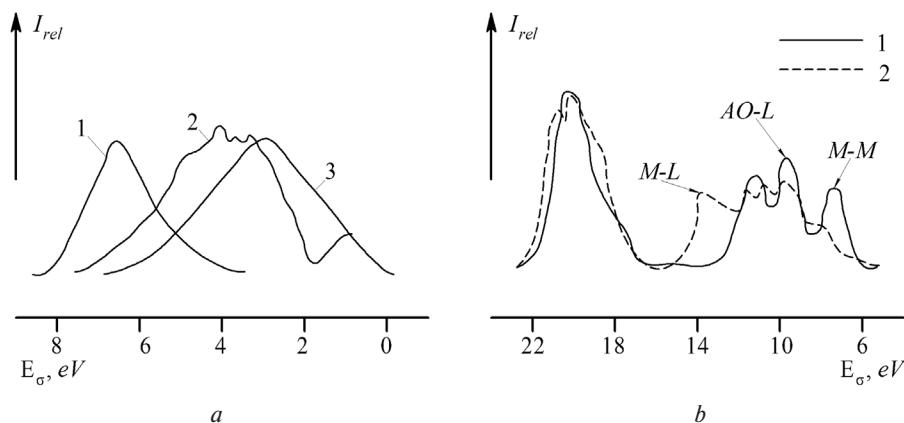 I_rel
1
2
3
8 6 4 2 0
E_σ, eV
a
I_rel
1
2
AO-L
M-M
M-L
22 18 14 10 6
E_σ, eV
b